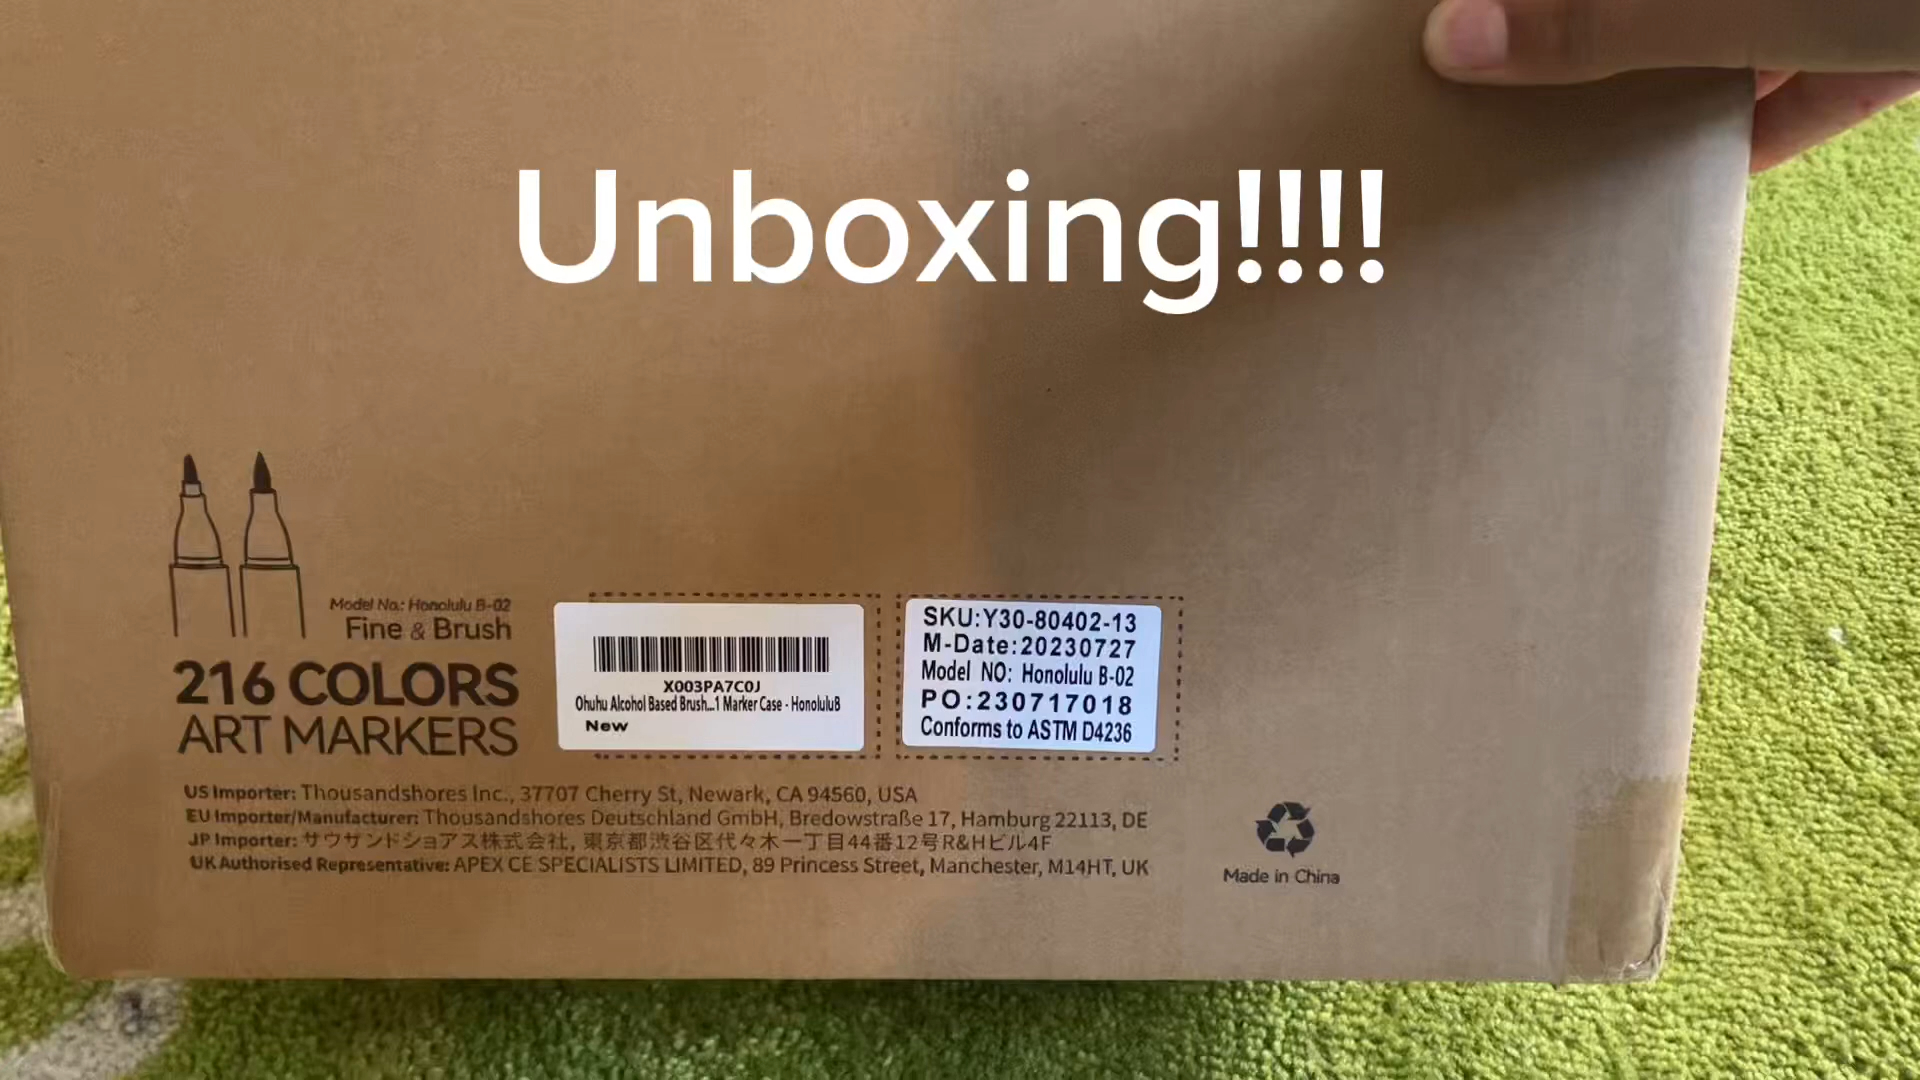 Unboxing!!!!
Model No.: Honolulu B-02
Fine & Brush
216 COLORS
ART MARKERS
X003PA7C0J
Ohuhu Alcohol Based Brush...1 Marker Case - HonoluluB
New
SKU:Y30-80402-13
M-Date:20230727
Model NO: Honolulu B-02
PO:230717018
Conforms to ASTM D4236
US Importer: Thousandshores Inc., 37707 Cherry St, Newark, CA 94560, USA
EU Importer/Manufacturer: Thousandshores Deutschland GmbH, Bredowstraße 17, Hamburg 22113, DE
JP Importer: サウザンドショアス株式会社, 東京都渋谷区代々木一丁目44番12号R&Hビル4F
UK Authorised Representative: APEX CE SPECIALISTS LIMITED, 89 Princess Street, Manchester, M14HT, UK
Made in China